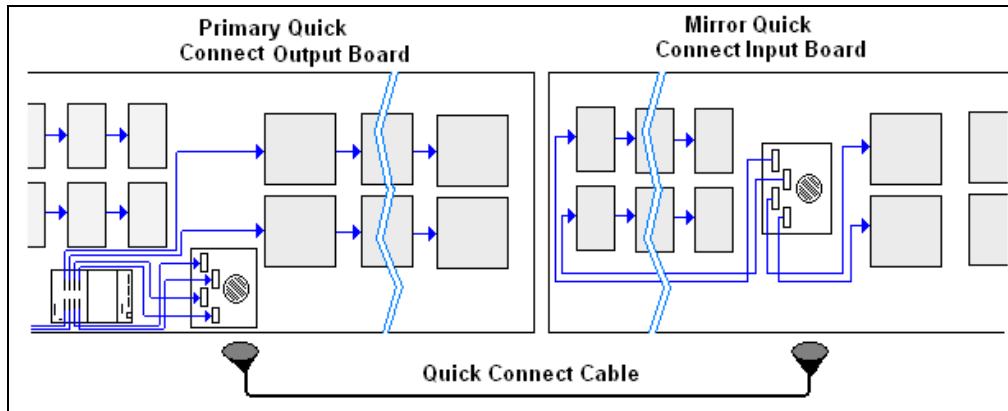 Primary Quick
Connect Output Board
Mirror Quick
Connect Input Board
Quick Connect Cable